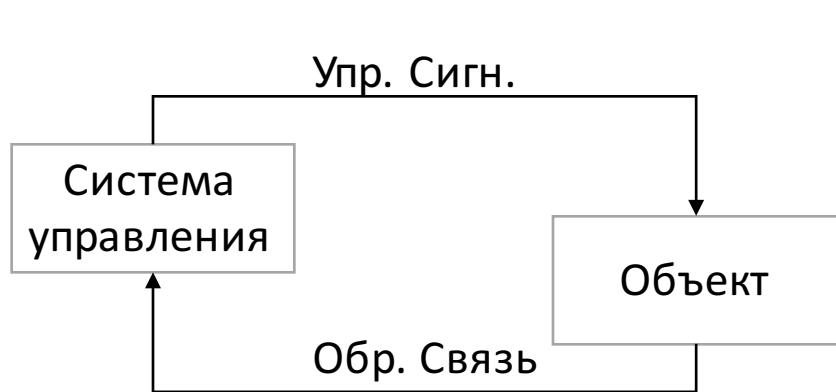 Упр. Сигн.
Система
управления
Объект
Обр. Связь